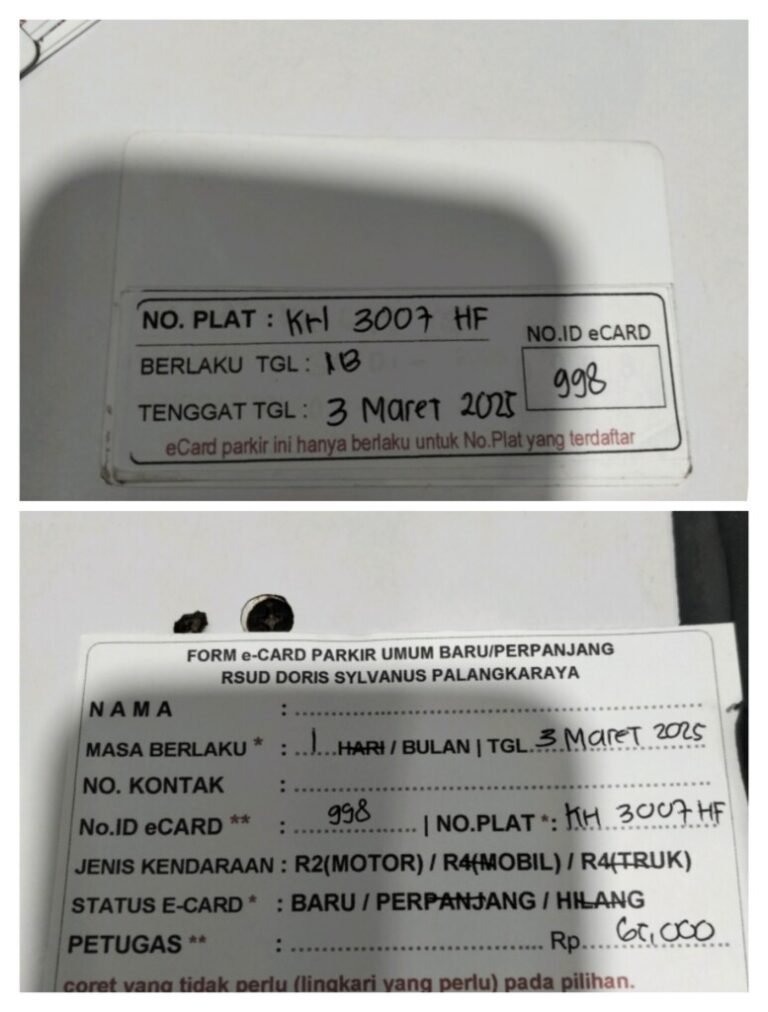 NO. PLAT : KH 3007 HF
NO.ID eCARD
BERLAKU TGL : 1B
998
TENGGAT TGL : 3 Maret 2025
eCard parkir ini hanya berlaku untuk No.Plat yang terdaftar
FORM e-CARD PARKIR UMUM BARU/PERPANJANG
RSUD DORIS SYLVANUS PALANGKARAYA
NAMA :
MASA BERLAKU * : 1 HARI / BULAN | TGL. 3 Maret 2025
NO. KONTAK :
No.ID eCARD ** : 998 | NO.PLAT *: KH 3007 HF
JENIS KENDARAAN : R2(MOTOR) / R4(MOBIL) / R4(TRUK)
STATUS E-CARD * : BARU / PERPANJANG / HILANG
PETUGAS ** : Rp.
coret yang tidak perlu (lingkari yang perlu) pada pilihan.